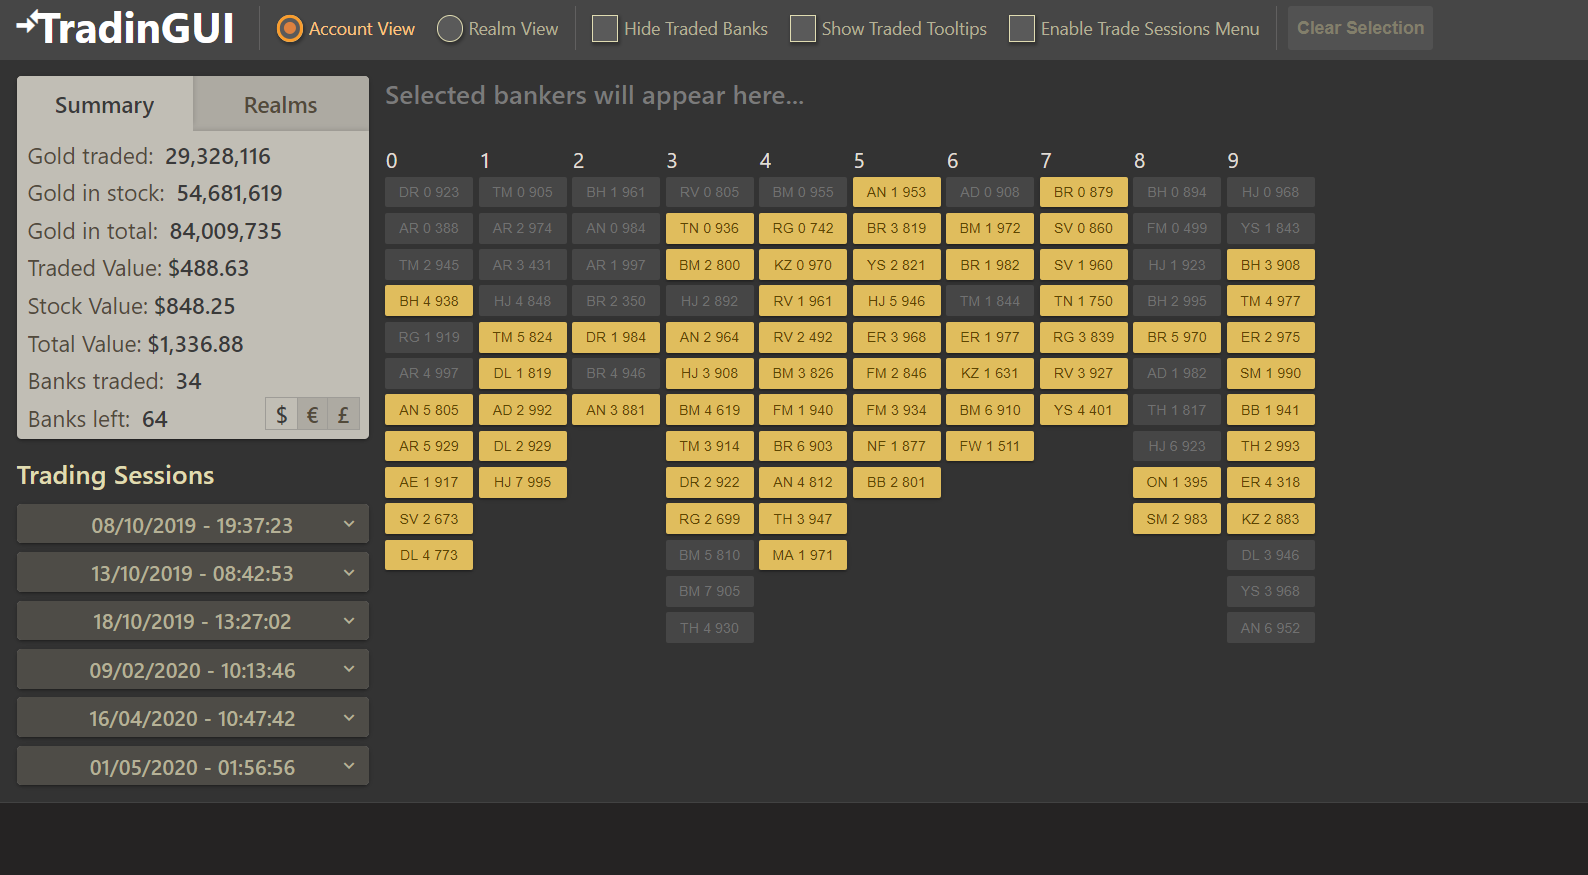 TradinGUI
Account View
Realm View
Hide Traded Banks
Show Traded Tooltips
Enable Trade Sessions Menu
Clear Selection
Summary
Realms
Gold traded: 29,328,116
Gold in stock: 54,681,619
Gold in total: 84,009,735
Traded Value: $488.63
Stock Value: $848.25
Total Value: $1,336.88
Banks traded: 34
Banks left: 64
$ € £
Trading Sessions
08/10/2019 - 19:37:23
13/10/2019 - 08:42:53
18/10/2019 - 13:27:02
09/02/2020 - 10:13:46
16/04/2020 - 10:47:42
01/05/2020 - 01:56:56
Selected bankers will appear here...
0 1 2 3 4 5 6 7 8 9
DR 0 923 TM 0 905 BH 1 961 RV 0 805 BM 0 955 AN 1 953 AD 0 908 BR 0 879 BH 0 894 HJ 0 968
AR 0 388 AR 2 974 AN 0 984 TN 0 936 RG 0 742 BR 3 819 BM 1 972 SV 0 860 FM 0 499 YS 1 843
TM 2 945 AR 3 431 AR 1 997 BM 2 800 KZ 0 970 YS 2 821 BR 1 982 SV 1 960 HJ 1 923 BH 3 908
BH 4 938 HJ 4 848 BR 2 350 HJ 2 892 RV 1 961 HJ 5 946 TM 1 844 TN 1 750 BH 2 995 TM 4 977
RG 1 919 TM 5 824 DR 1 984 AN 2 964 RV 2 492 ER 3 968 ER 1 977 RG 3 839 BR 5 970 ER 2 975
AR 4 997 DL 1 819 BR 4 946 HJ 3 908 BM 3 826 FM 2 846 KZ 1 631 RV 3 927 AD 1 982 SM 1 990
AN 5 805 AD 2 992 AN 3 881 BM 4 619 FM 1 940 FM 3 934 BM 6 910 YS 4 401 TH 1 817 BB 1 941
AR 5 929 DL 2 929 TM 3 914 BR 6 903 NF 1 877 FW 1 511 HJ 6 923 TH 2 993
AE 1 917 HJ 7 995 DR 2 922 AN 4 812 BB 2 801 ON 1 395 ER 4 318
SV 2 673 RG 2 699 TH 3 947 SM 2 983 KZ 2 883
DL 4 773 BM 5 810 MA 1 971 DL 3 946
BM 7 905 YS 3 968
TH 4 930 AN 6 952